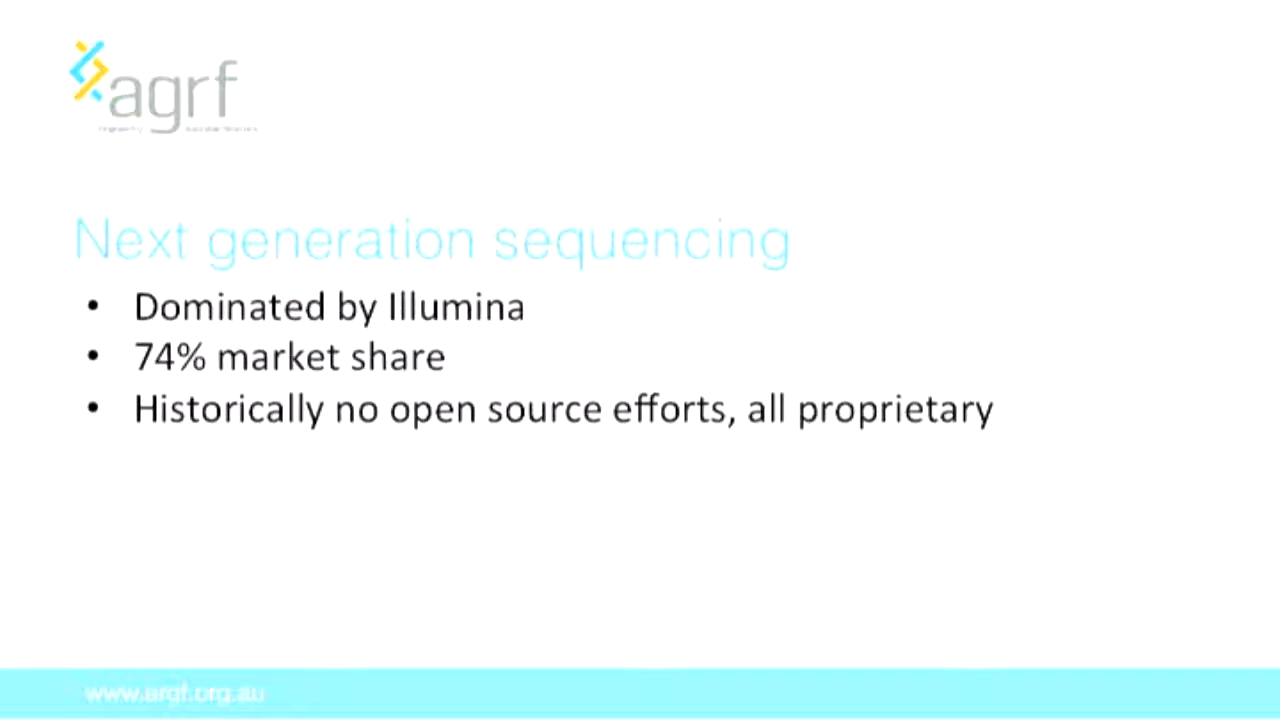 agrf
Next generation sequencing
• Dominated by Illumina
• 74% market share
• Historically no open source efforts, all proprietary
www.argf.org.au